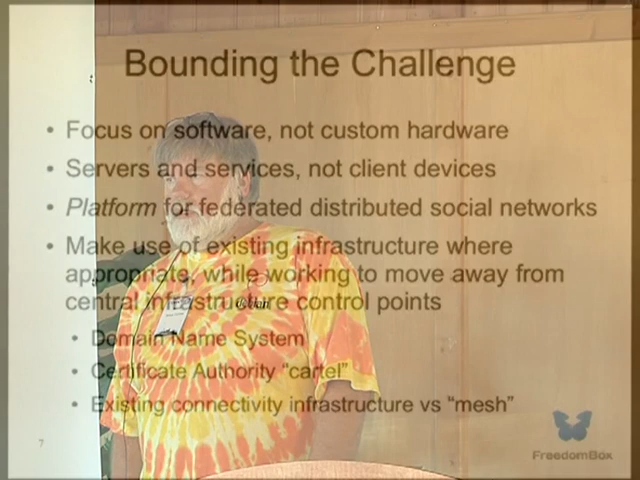 Bounding the Challenge
• Focus on software, not custom hardware
• Servers and services, not client devices
• Platform for federated distributed social networks
• Make use of existing infrastructure where
appropriate, while working to move away from
central infrastructure control points
• Domain Name System
• Certificate Authority “cartel”
• Existing connectivity infrastructure vs “mesh”
debian
7
FreedomBox